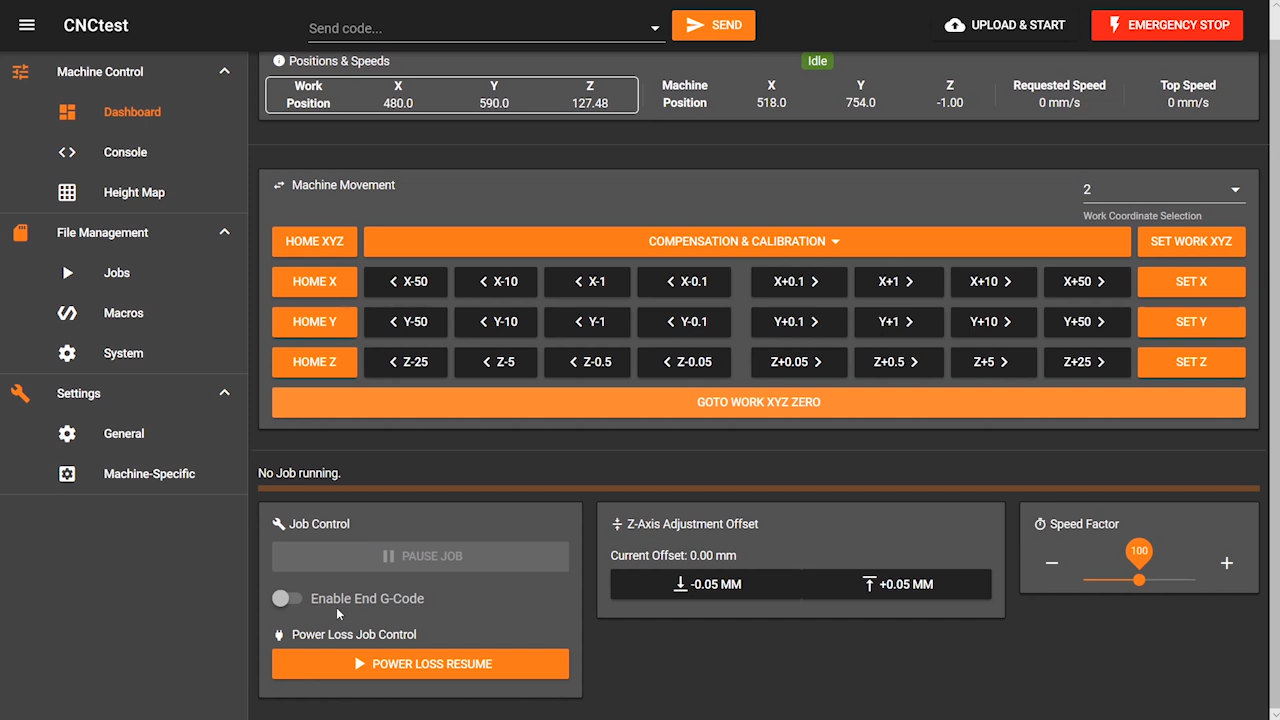 CNCtest
Send code...
SEND
UPLOAD & START
EMERGENCY STOP
Machine Control
Dashboard
Console
Height Map
File Management
Jobs
Macros
System
Settings
General
Machine-Specific
Positions & Speeds
Idle
Work Position X Y Z
480.0 590.0 127.48
Machine Position X Y Z
518.0 754.0 -1.00
Requested Speed
0 mm/s
Top Speed
0 mm/s
Machine Movement
2
Work Coordinate Selection
HOME XYZ COMPENSATION & CALIBRATION SET WORK XYZ
HOME X X-50 X-10 X-1 X-0.1 X+0.1 X+1 X+10 X+50 SET X
HOME Y Y-50 Y-10 Y-1 Y-0.1 Y+0.1 Y+1 Y+10 Y+50 SET Y
HOME Z Z-25 Z-5 Z-0.5 Z-0.05 Z+0.05 Z+0.5 Z+5 Z+25 SET Z
GOTO WORK XYZ ZERO
No Job running.
Job Control
PAUSE JOB
Enable End G-Code
Power Loss Job Control
POWER LOSS RESUME
Z-Axis Adjustment Offset
Current Offset: 0.00 mm
-0.05 MM +0.05 MM
Speed Factor
100